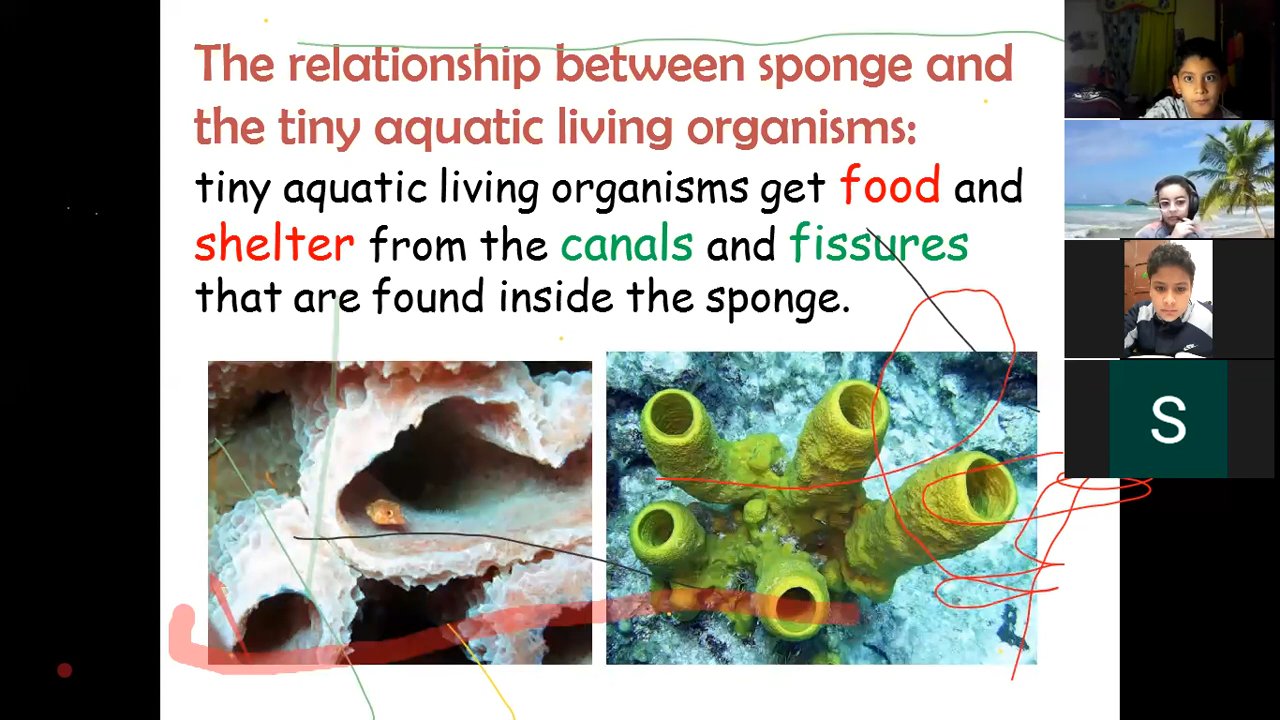 The relationship between sponge and
the tiny aquatic living organisms:
tiny aquatic living organisms get food and
shelter from the canals and fissures
that are found inside the sponge.
S